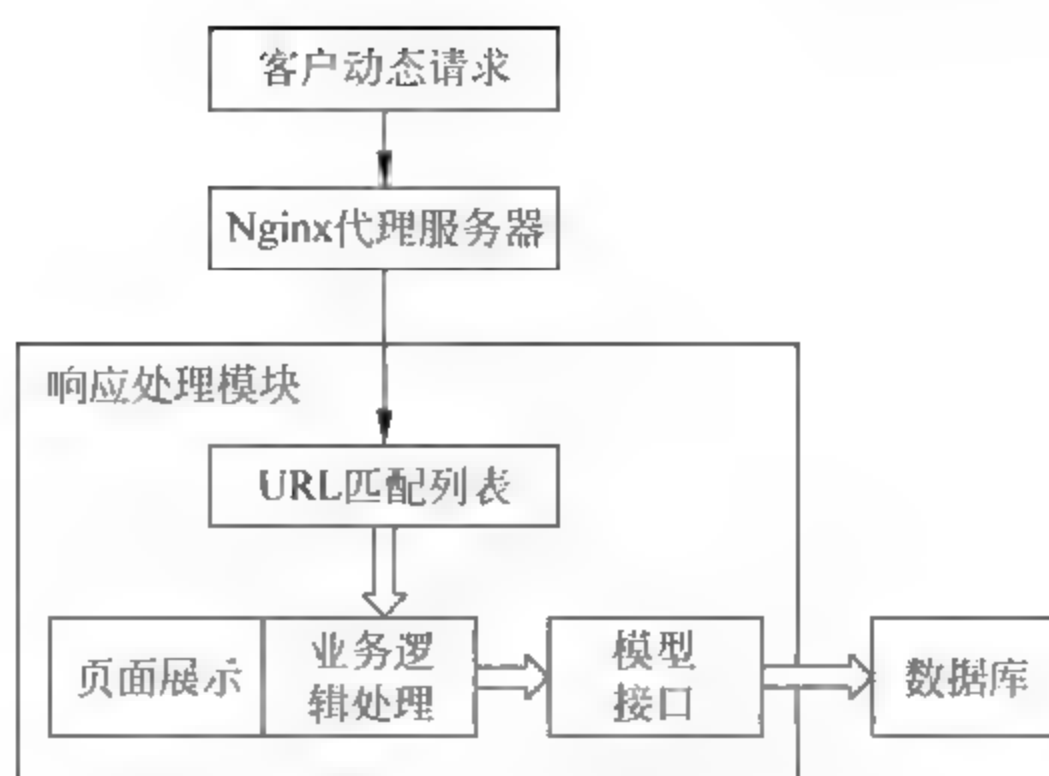 客户动态请求
Nginx代理服务器
响应处理模块
URL匹配列表
页面展示
业务逻
辑处理
模型
接口
数据库